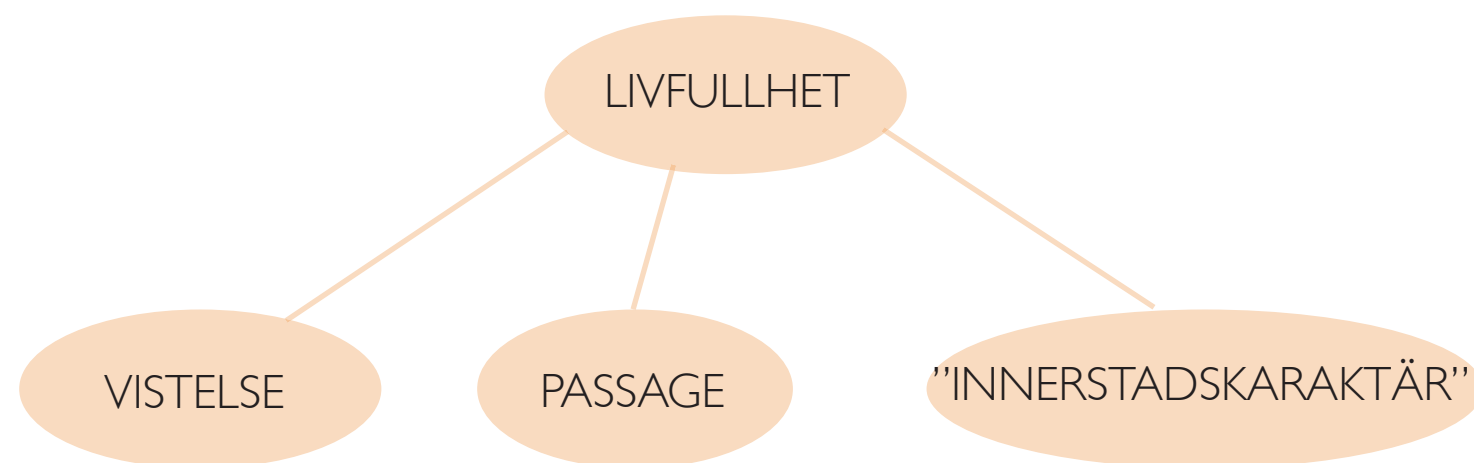 LIVFULLHET
VISTELSE
PASSAGE
”INNERSTADSKARAKTÄR”